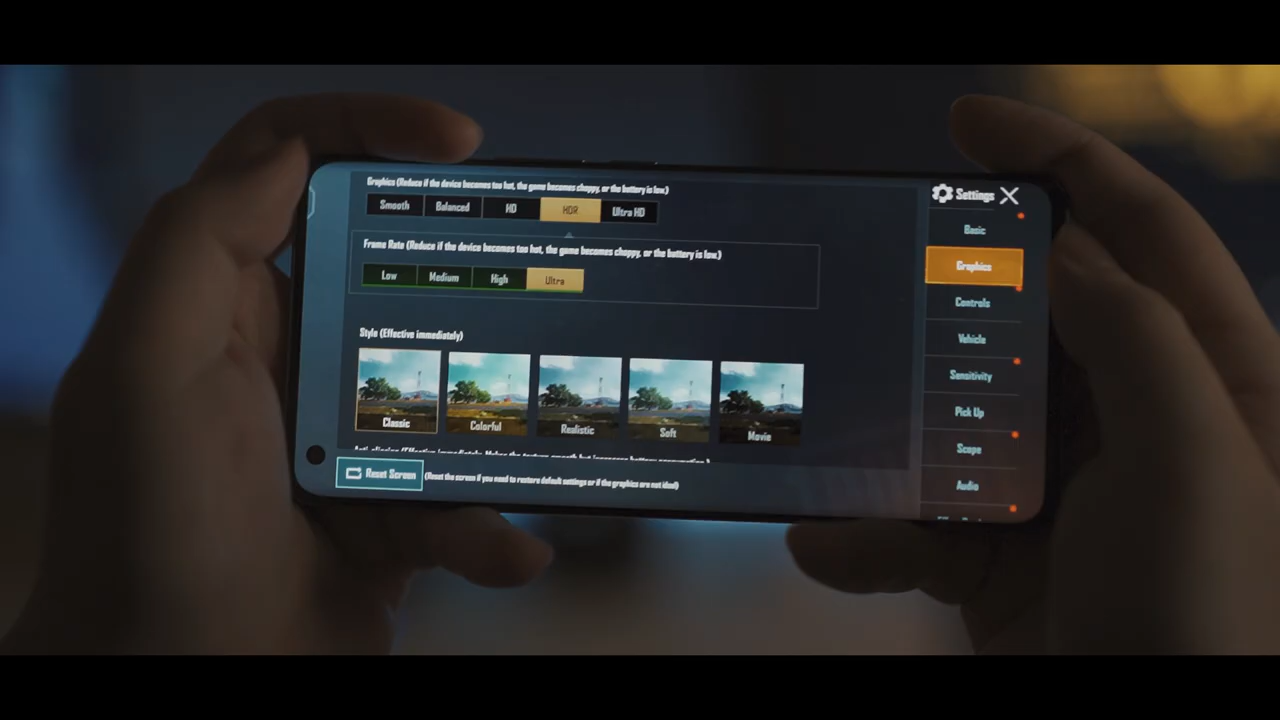 Graphics (Reduce if the device becomes too hot, the game becomes choppy, or the battery is low.)
Smooth Balanced HD HDR Ultra HD
Frame Rate (Reduce if the device becomes too hot, the game becomes choppy, or the battery is low.)
Low Medium High Ultra
Style (Effective immediately)
Classic Colorful Realistic Soft Movie
Reset Screen (Reset the screen if you need to restore default settings or if the graphics are not ideal)
Settings
Basic
Graphics
Controls
Vehicle
Sensitivity
Pick Up
Scope
Audio